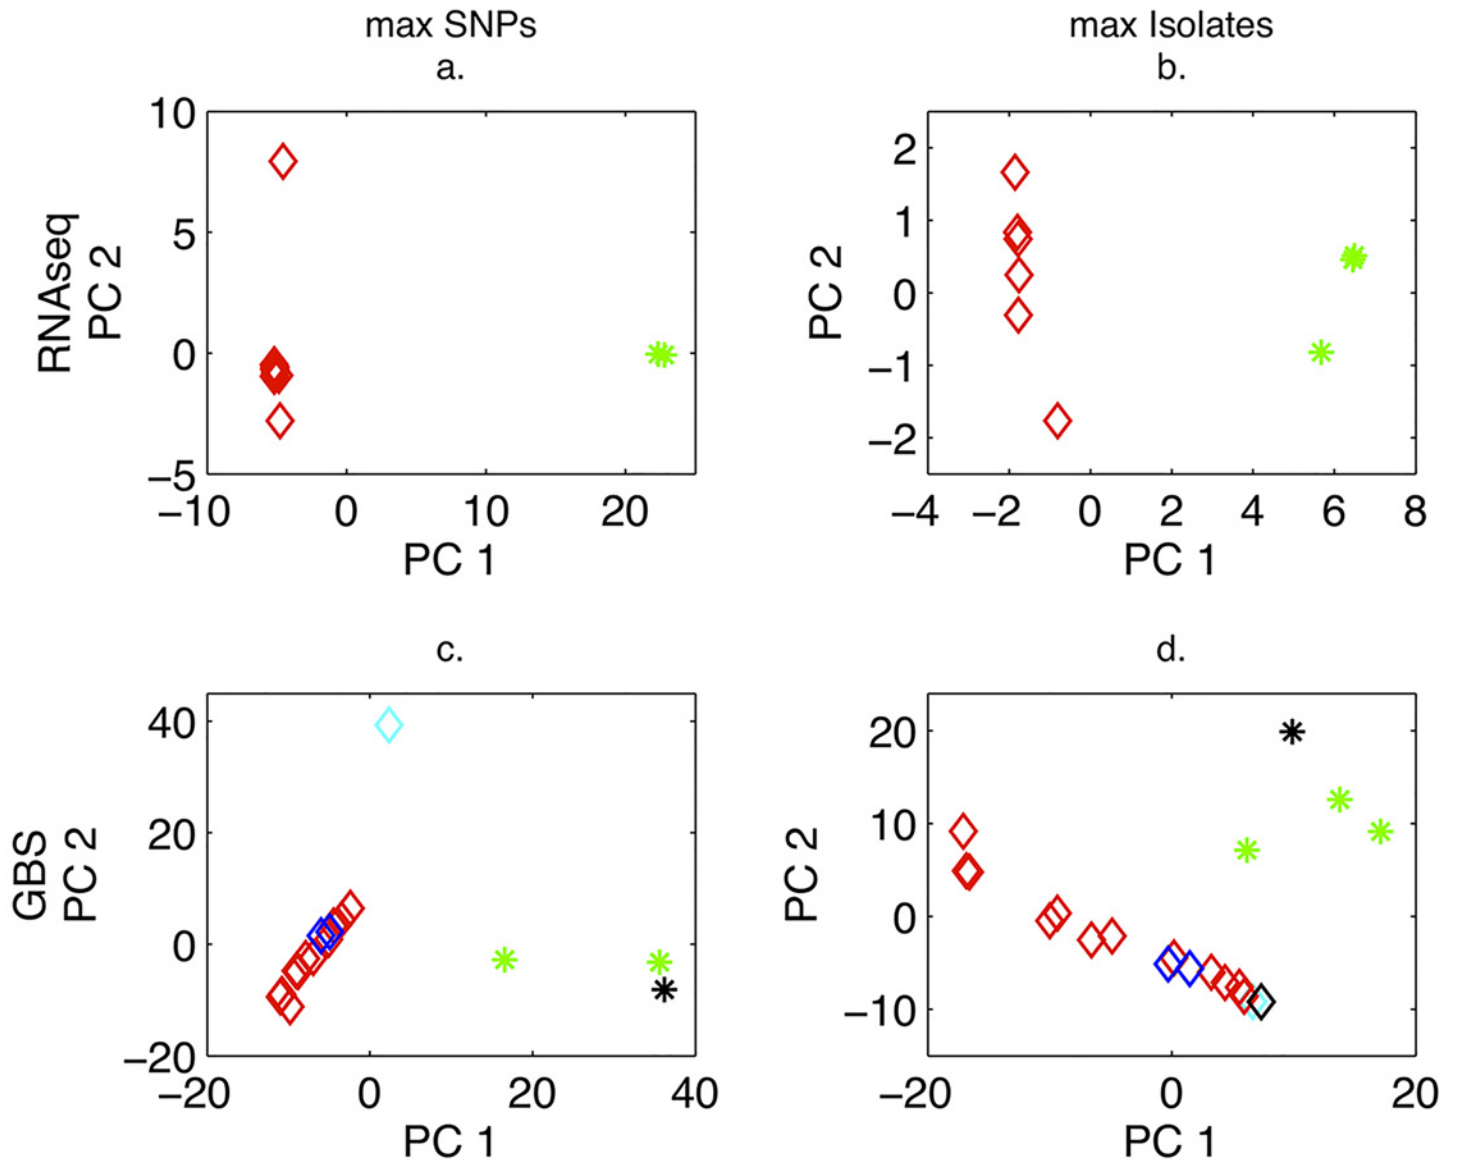 max SNPs
a.
RNAseq
PC 2
10
5
0
−5
−10 0 10 20
PC 1
max Isolates
b.
PC 2
2
1
0
−1
−2
−4 −2 0 2 4 6 8
PC 1
c.
GBS
PC 2
40
20
0
−20
−20 0 20 40
PC 1
d.
PC 2
20
10
0
−10
−20 0 20
PC 1